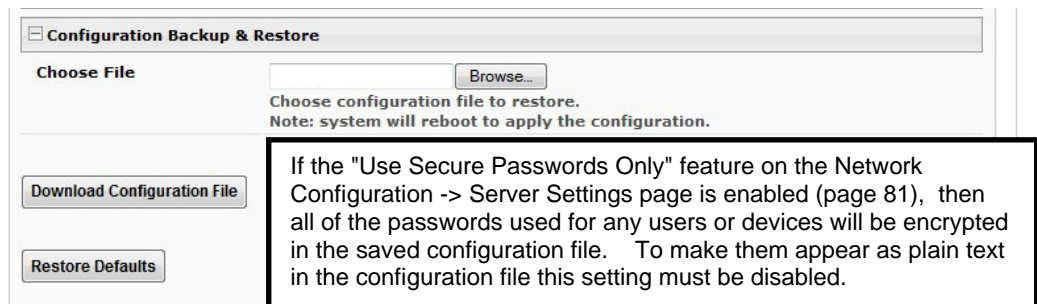 Configuration Backup & Restore
Choose File
Browse...
Choose configuration file to restore.
Note: system will reboot to apply the configuration.
Download Configuration File
If the "Use Secure Passwords Only" feature on the Network
Configuration -> Server Settings page is enabled (page 81), then
all of the passwords used for any users or devices will be encrypted
in the saved configuration file. To make them appear as plain text
in the configuration file this setting must be disabled.
Restore Defaults